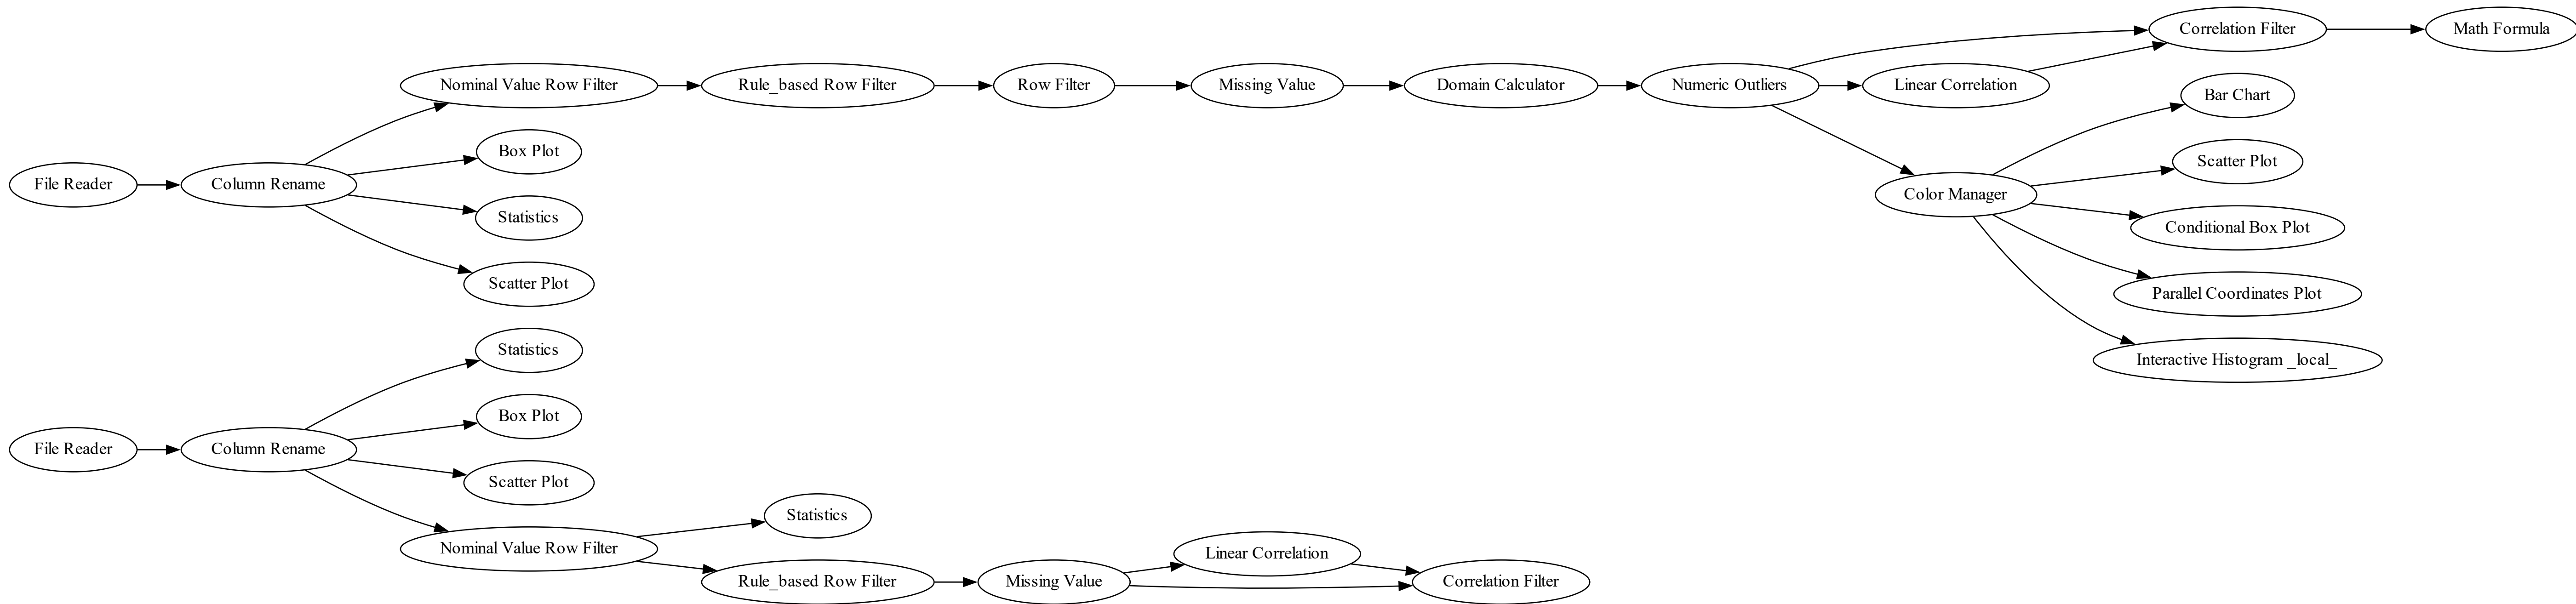 Correlation Filter
Math Formula
Nominal Value Row Filter
Rule_based Row Filter
Row Filter
Missing Value
Domain Calculator
Numeric Outliers
Linear Correlation
Bar Chart
Box Plot
Scatter Plot
File Reader
Column Rename
Color Manager
Statistics
Conditional Box Plot
Scatter Plot
Parallel Coordinates Plot
Statistics
Interactive Histogram _local_
Box Plot
File Reader
Column Rename
Scatter Plot
Statistics
Nominal Value Row Filter
Linear Correlation
Rule_based Row Filter
Missing Value
Correlation Filter